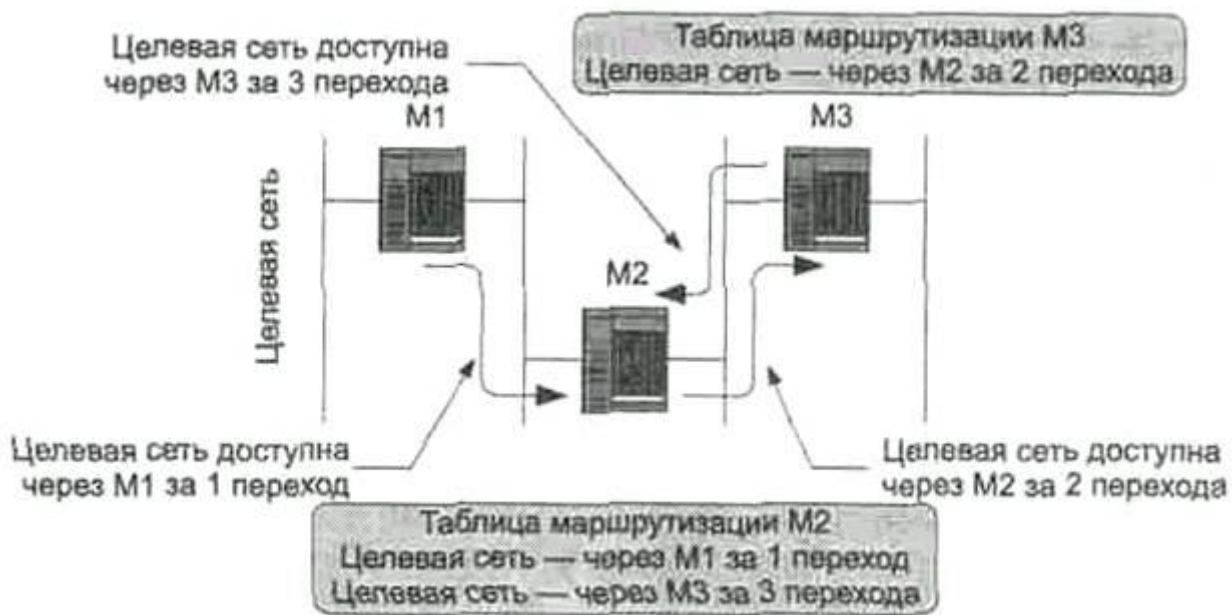 Целевая сеть доступна
через М3 за 3 перехода
Таблица маршрутизации М3
Целевая сеть — через М2 за 2 перехода
М1
М3
Целевая сеть
М2
Целевая сеть доступна
через М1 за 1 переход
Целевая сеть доступна
через М2 за 2 перехода
Таблица маршрутизации М2
Целевая сеть — через М1 за 1 переход
Целевая сеть — через М3 за 3 перехода